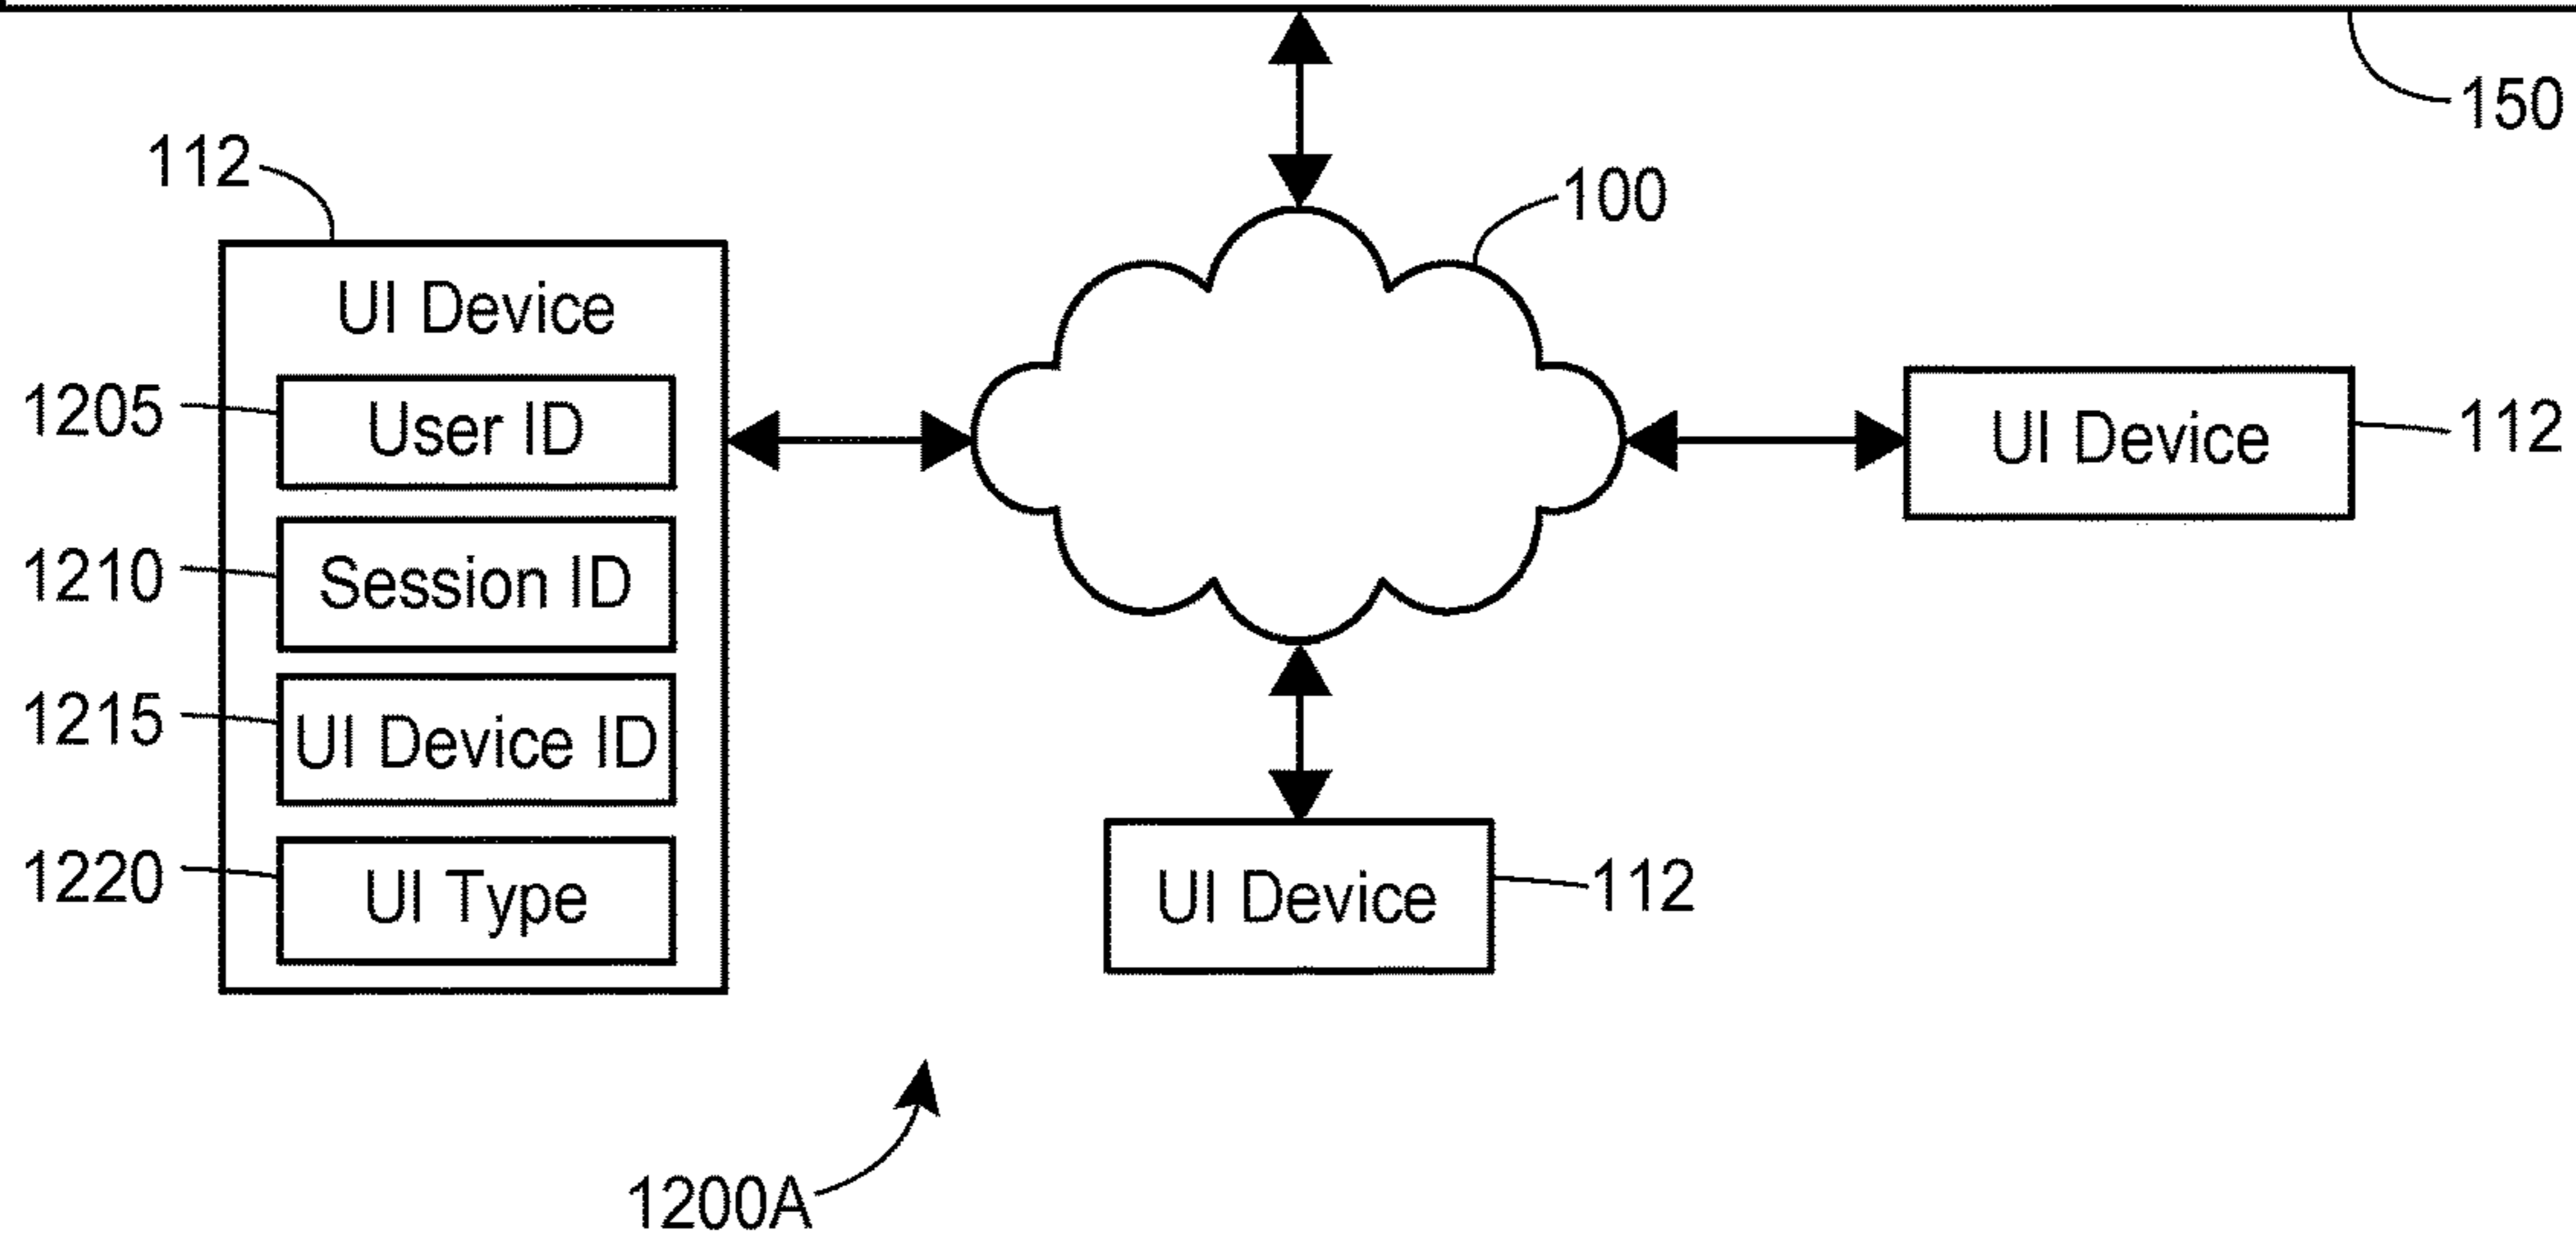 150
112
100
UI Device
1205
User ID
UI Device
112
1210
Session ID
1215
UI Device ID
1220
UI Type
UI Device
112
1200A